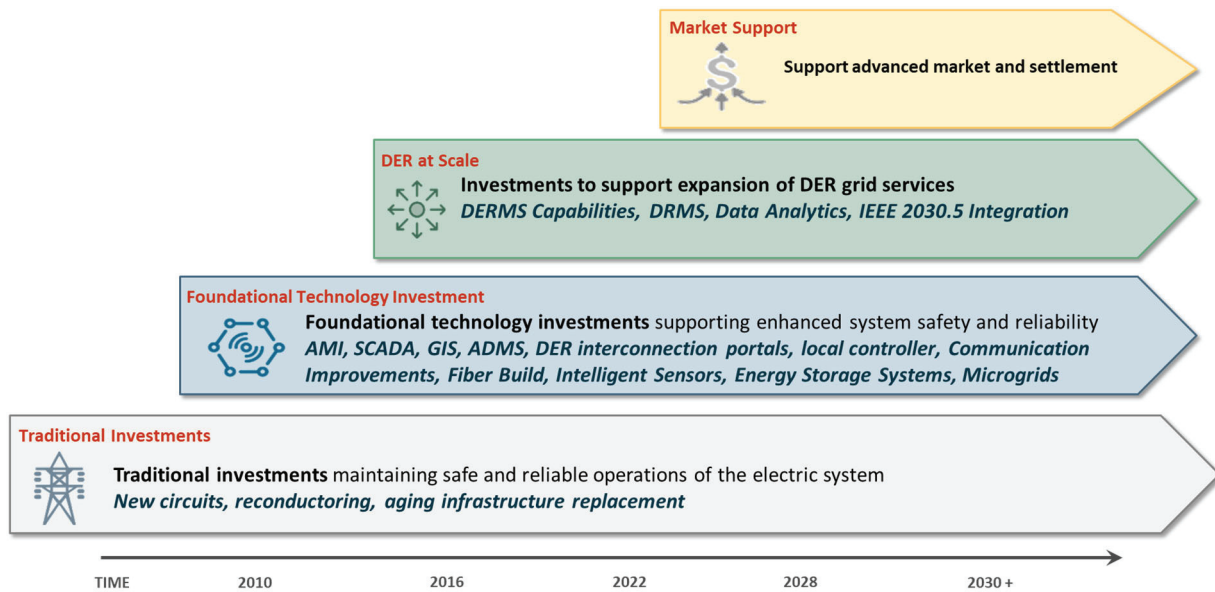 Market Support
$
Support advanced market and settlement
DER at Scale
Investments to support expansion of DER grid services
DERMS Capabilities, DRMS, Data Analytics, IEEE 2030.5 Integration
Foundational Technology Investment
Foundational technology investments supporting enhanced system safety and reliability
AMI, SCADA, GIS, ADMS, DER interconnection portals, local controller, Communication
Improvements, Fiber Build, Intelligent Sensors, Energy Storage Systems, Microgrids
Traditional Investments
Traditional investments maintaining safe and reliable operations of the electric system
New circuits, reconductoring, aging infrastructure replacement
TIME 2010 2016 2022 2028 2030 +